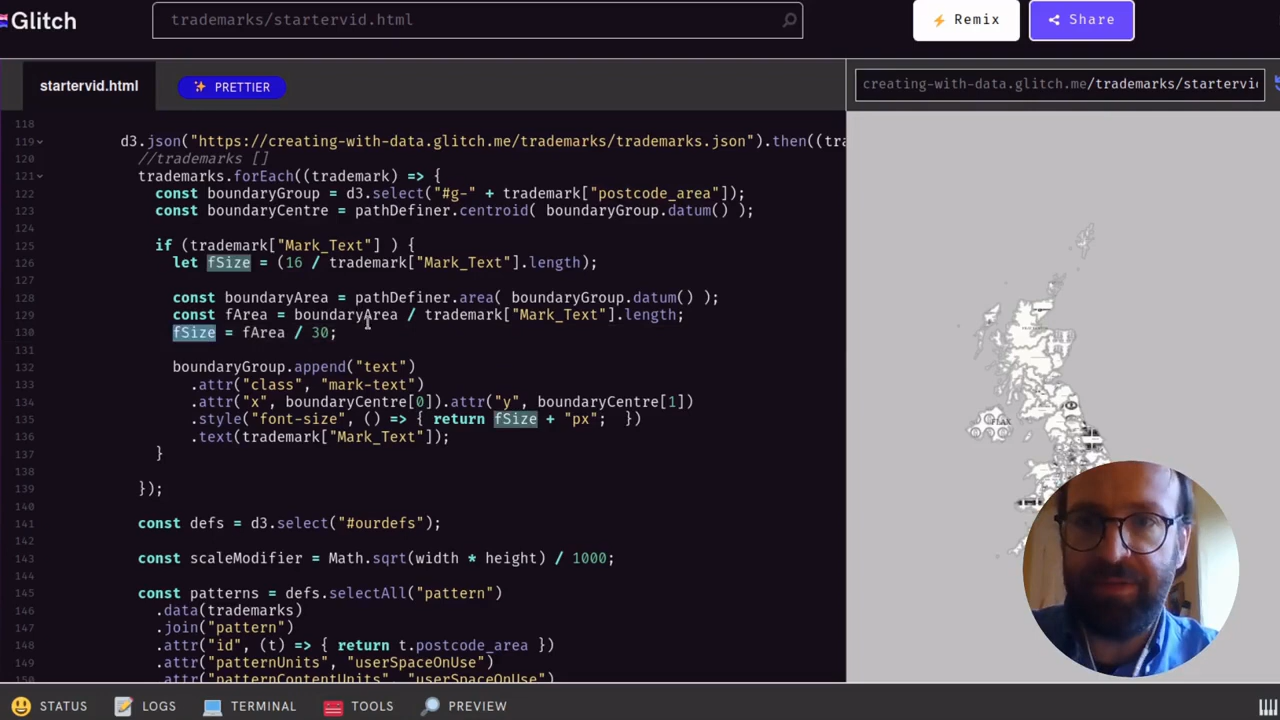 Glitch
trademarks/startervid.html
⚡ Remix
Share
startervid.html
✨ PRETTIER
creating-with-data.glitch.me/trademarks/startervi
118
119 d3.json("https://creating-with-data.glitch.me/trademarks/trademarks.json").then((tra
120 //trademarks []
121 trademarks.forEach((trademark) => {
122 const boundaryGroup = d3.select("#g-" + trademark["postcode_area"]);
123 const boundaryCentre = pathDefiner.centroid( boundaryGroup.datum() );
124
125 if (trademark["Mark_Text"] ) {
126 let fSize = (16 / trademark["Mark_Text"].length);
127
128 const boundaryArea = pathDefiner.area( boundaryGroup.datum() );
129 const fArea = boundaryArea / trademark["Mark_Text"].length;
130 fSize = fArea / 30;
131
132 boundaryGroup.append("text")
133 .attr("class", "mark-text")
134 .attr("x", boundaryCentre[0]).attr("y", boundaryCentre[1])
135 .style("font-size", () => { return fSize + "px"; })
136 .text(trademark["Mark_Text"]);
137 }
138
139 });
140
141 const defs = d3.select("#ourdefs");
142
143 const scaleModifier = Math.sqrt(width * height) / 1000;
144
145 const patterns = defs.selectAll("pattern")
146 .data(trademarks)
147 .join("pattern")
148 .attr("id", (t) => { return t.postcode_area })
149 .attr("patternUnits", "userSpaceOnUse")
150 .attr("patternContentUnits", "userSpaceOnUse")
STATUS
LOGS
TERMINAL
TOOLS
PREVIEW